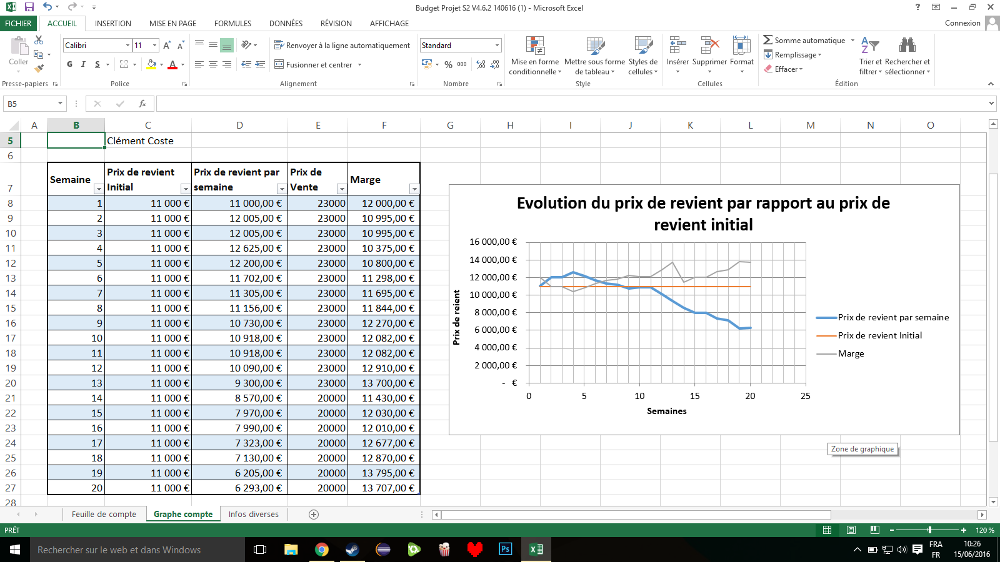 Budget Projet S2 V4.6.2 140616 (1) - Microsoft Excel
?
FICHIER ACCUEIL INSERTION MISE EN PAGE FORMULES DONNÉES RÉVISION AFFICHAGE Connexion
Coller
Presse-papiers
Calibri 11
G I S
Police
Renvoyer à la ligne automatiquement
Fusionner et centrer
Alignement
Standard
% 000
Nombre
Mise en forme conditionnelle
Mettre sous forme de tableau
Styles de cellules
Style
Insérer Supprimer Format
Cellules
Somme automatique
Remplissage
Effacer
Trier et filtrer
Rechercher et sélectionner
Édition
B5 fx
A B C D E F G H I J K L M N O
5 Clément Coste
6
7 Semaine Prix de revient Initial Prix de revient par semaine Prix de Vente Marge
8 1 11 000 € 11 000,00 € 23000 12 000,00 €
9 2 11 000 € 12 005,00 € 23000 10 995,00 €
10 3 11 000 € 12 005,00 € 23000 10 995,00 €
11 4 11 000 € 12 625,00 € 23000 10 375,00 €
12 5 11 000 € 12 200,00 € 23000 10 800,00 €
13 6 11 000 € 11 702,00 € 23000 11 298,00 €
14 7 11 000 € 11 305,00 € 23000 11 695,00 €
15 8 11 000 € 11 156,00 € 23000 11 844,00 €
16 9 11 000 € 10 730,00 € 23000 12 270,00 €
17 10 11 000 € 10 918,00 € 23000 12 082,00 €
18 11 11 000 € 10 918,00 € 23000 12 082,00 €
19 12 11 000 € 10 090,00 € 23000 12 910,00 €
20 13 11 000 € 9 300,00 € 23000 13 700,00 €
21 14 11 000 € 8 570,00 € 20000 11 430,00 €
22 15 11 000 € 7 970,00 € 20000 12 030,00 €
23 16 11 000 € 7 990,00 € 20000 12 010,00 €
24 17 11 000 € 7 323,00 € 20000 12 677,00 €
25 18 11 000 € 7 130,00 € 20000 12 870,00 €
26 19 11 000 € 6 205,00 € 20000 13 795,00 €
27 20 11 000 € 6 293,00 € 20000 13 707,00 €
28
Evolution du prix de revient par rapport au prix de
revient initial
16 000,00 €
14 000,00 €
12 000,00 €
10 000,00 €
8 000,00 €
6 000,00 €
4 000,00 €
2 000,00 €
- €
Prix de reient
0 5 10 15 20 25
Semaines
Prix de revient par semaine
Prix de revient Initial
Marge
Zone de graphique
Feuille de compte Graphe compte Infos diverses
PRÊT 120 %
Rechercher sur le web et dans Windows
Ps
FRA
FR
10:26
15/06/2016